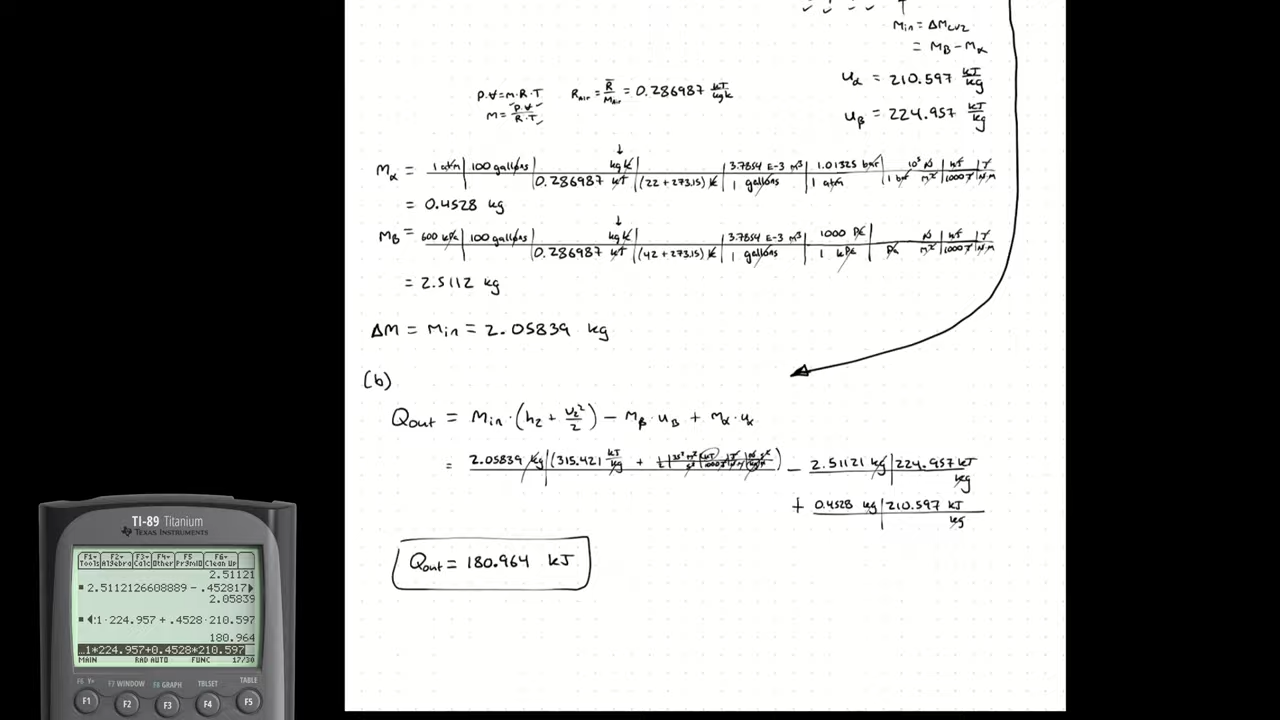 Min = ΔMCV2
= MB - Mα
uα = 210.597 kJ/kg
uβ = 224.957 kJ/kg
P·V = m·R·T
M = P·V/R·T
RAir = R̄/MAir = 0.286987 kJ/kg K
Mα = 1 atm | 100 gallons | kg K | | 3.7854 E-3 m³ | 1.01325 bar | 10⁵ N | kJ | J
0.286987 kJ | (22+273.15) K | 1 gallons | 1 atm | 1 bar | m² | 1000 J | N·m
= 0.4528 kg
MB = 600 kPa | 100 gallons | kg K | | 3.7854 E-3 m³ | 1000 Pa | N | kJ | J
0.286987 kJ | (42+273.15) K | 1 gallons | 1 kPa | Pa | m² | 1000 J | N·m
= 2.5112 kg
ΔM = Min = 2.05839 kg
(b)
Qout = Min·(h2 + v2²/2) - mβ·uB + mα·uα
= 2.05839 kg | (315.421 kJ/kg + ) - 2.51121 kg | 224.957 kJ/kg
+ 0.4528 kg | 210.597 kJ/kg
Qout = 180.964 kJ
TI-89 Titanium
TEXAS INSTRUMENTS
F1 F2 F3 F4 F5 F6
Tools Algebra Calc Other PrgmIO Clean Up
2.51121
2.5112126608889 - .452817
2.05839
1·224.957 + .4528·210.597
180.964
…1*224.957+0.4528*210.597
MAIN RAD AUTO FUNC 17/30
F6 Y= F7 WINDOW F8 GRAPH TBLSET TABLE
F1 F2 F3 F4 F5